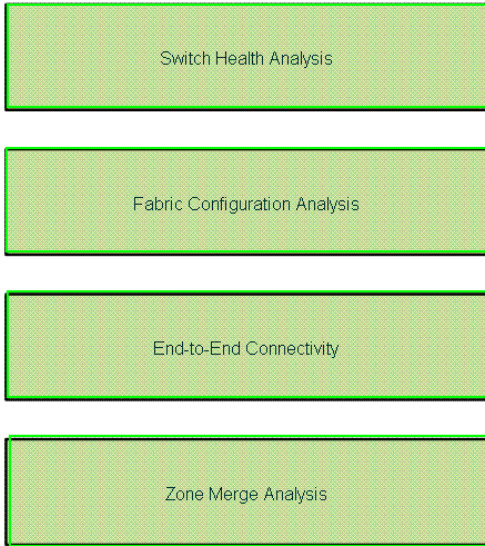 Switch Health Analysis
Fabric Configuration Analysis
End-to-End Connectivity
Zone Merge Analysis